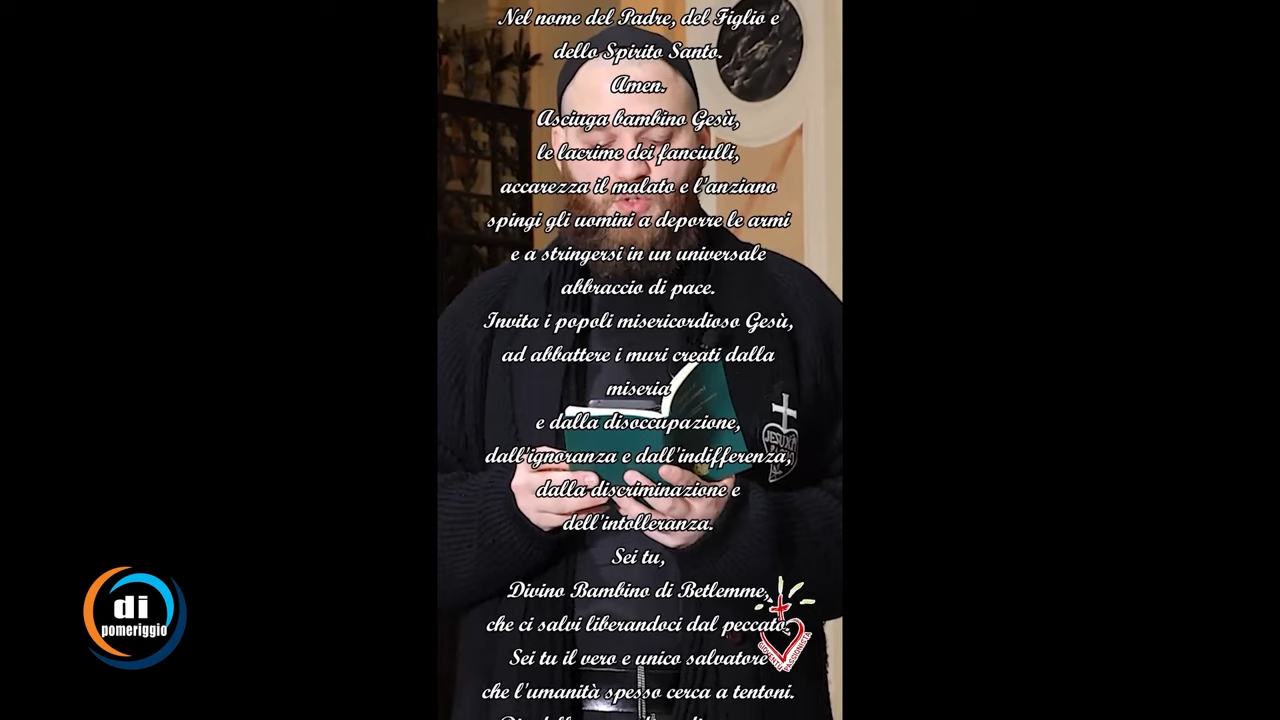 Nel nome del Padre, del Figlio e
dello Spirito Santo.
Amen.
Asciuga bambino Gesù,
le lacrime dei fanciulli,
accarezza il malato e l'anziano
spingi gli uomini a deporre le armi
e a stringersi in un universale
abbraccio di pace.
Invita i popoli misericordioso Gesù,
ad abbattere i muri creati dalla
miseria
e dalla disoccupazione,
dall'ignoranza e dall'indifferenza,
dalla discriminazione e
dell'intolleranza.
Sei tu,
Divino Bambino di Betlemme,
che ci salvi liberandoci dal peccato.
Sei tu il vero e unico salvatore
che l'umanità spesso cerca a tentoni.
JESU XPI
di
pomeriggio
GIOVENTÙ PASSIONISTA